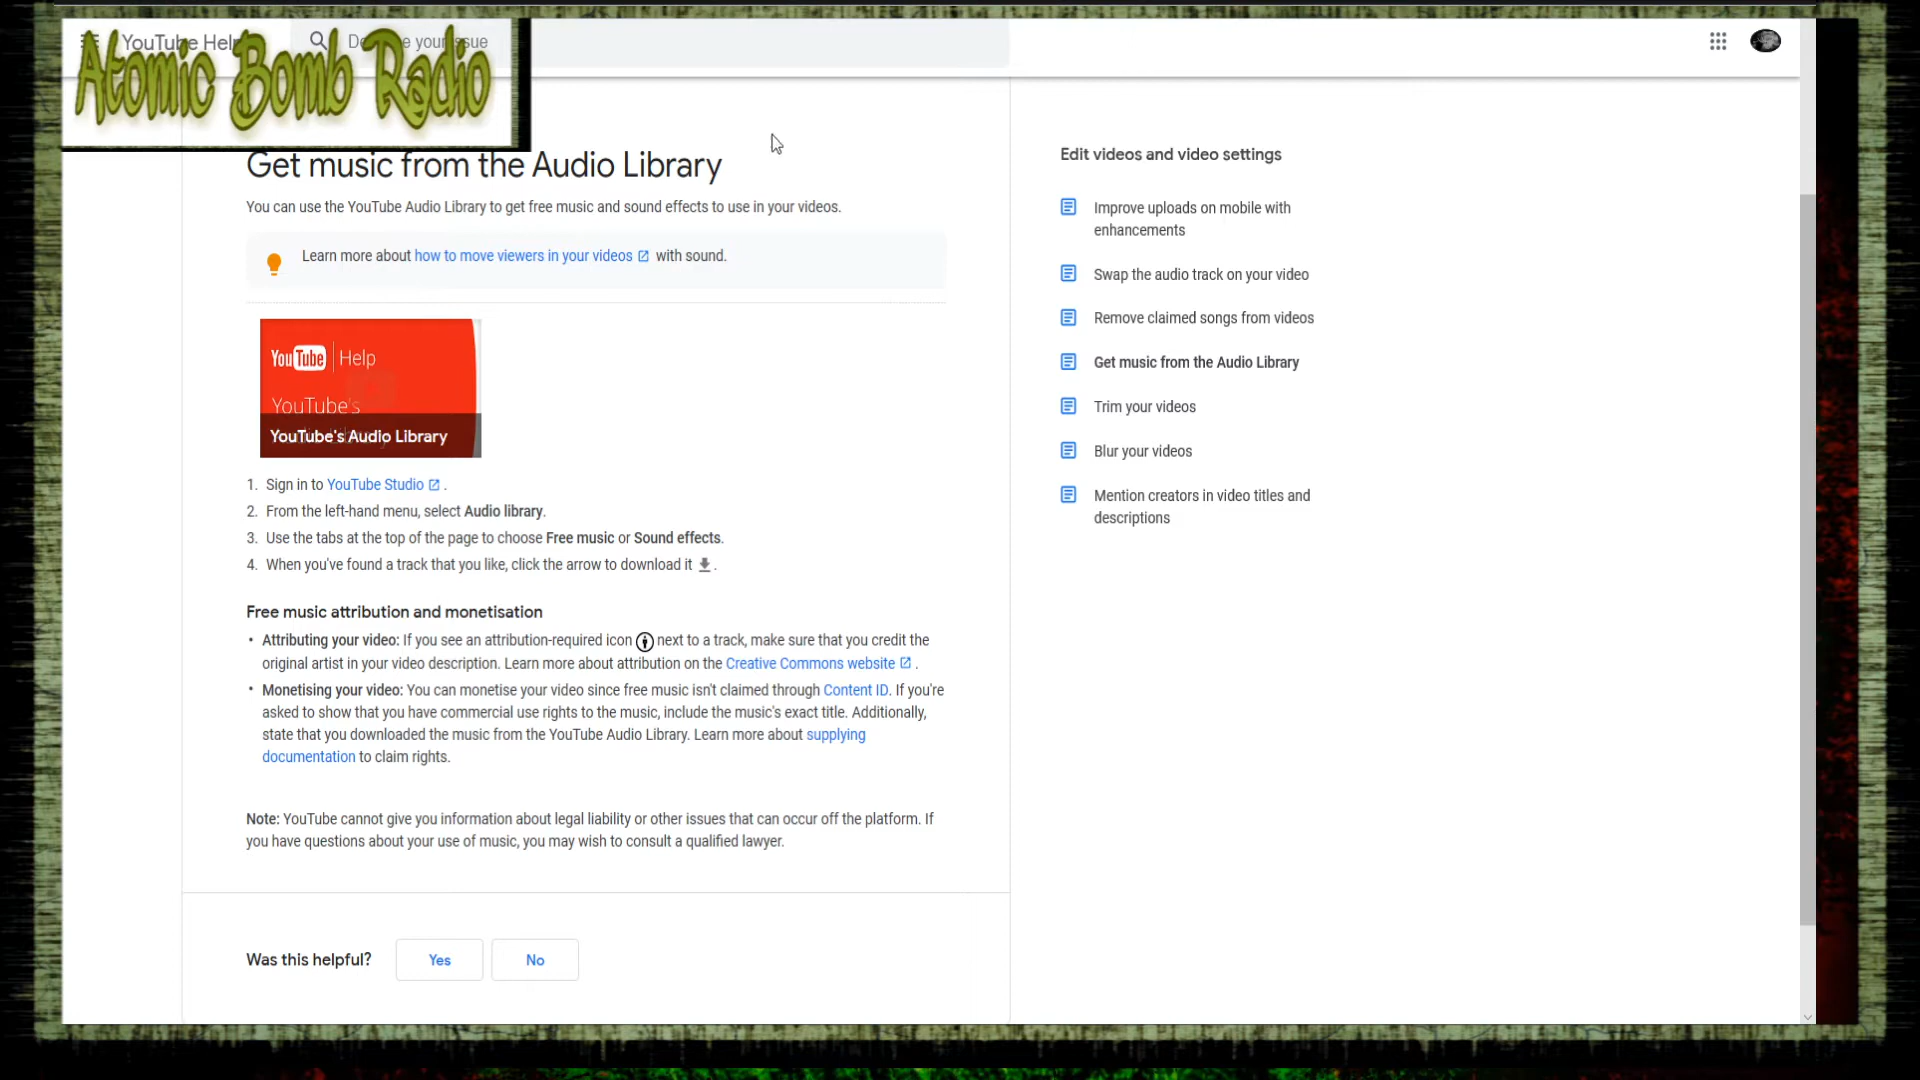 YouTube Help
De e your issue
Atomic Bomb Radio
Get music from the Audio Library
You can use the YouTube Audio Library to get free music and sound effects to use in your videos.
Learn more about how to move viewers in your videos with sound.
YouTube Help
YouTube's
YouTube's Audio Library
1. Sign in to YouTube Studio .
2. From the left-hand menu, select Audio library.
3. Use the tabs at the top of the page to choose Free music or Sound effects.
4. When you've found a track that you like, click the arrow to download it .
Free music attribution and monetisation
• Attributing your video: If you see an attribution-required icon next to a track, make sure that you credit the
original artist in your video description. Learn more about attribution on the Creative Commons website .
• Monetising your video: You can monetise your video since free music isn't claimed through Content ID. If you're
asked to show that you have commercial use rights to the music, include the music's exact title. Additionally,
state that you downloaded the music from the YouTube Audio Library. Learn more about supplying
documentation to claim rights.
Note: YouTube cannot give you information about legal liability or other issues that can occur off the platform. If
you have questions about your use of music, you may wish to consult a qualified lawyer.
Was this helpful? Yes No
Edit videos and video settings
Improve uploads on mobile with
enhancements
Swap the audio track on your video
Remove claimed songs from videos
Get music from the Audio Library
Trim your videos
Blur your videos
Mention creators in video titles and
descriptions